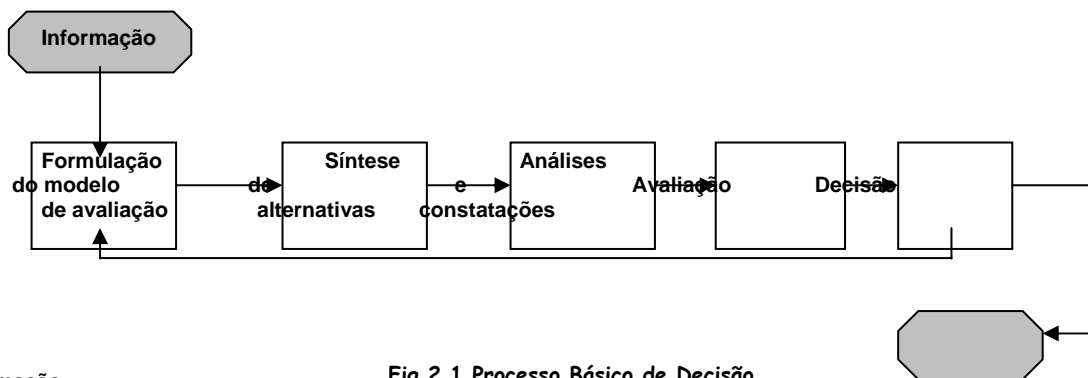 Informação
Formulação Síntese Análises
do modelo de e Avaliação Decisão
de avaliação alternativas constatações
Fig 2.1 Processo Básico de Decisão